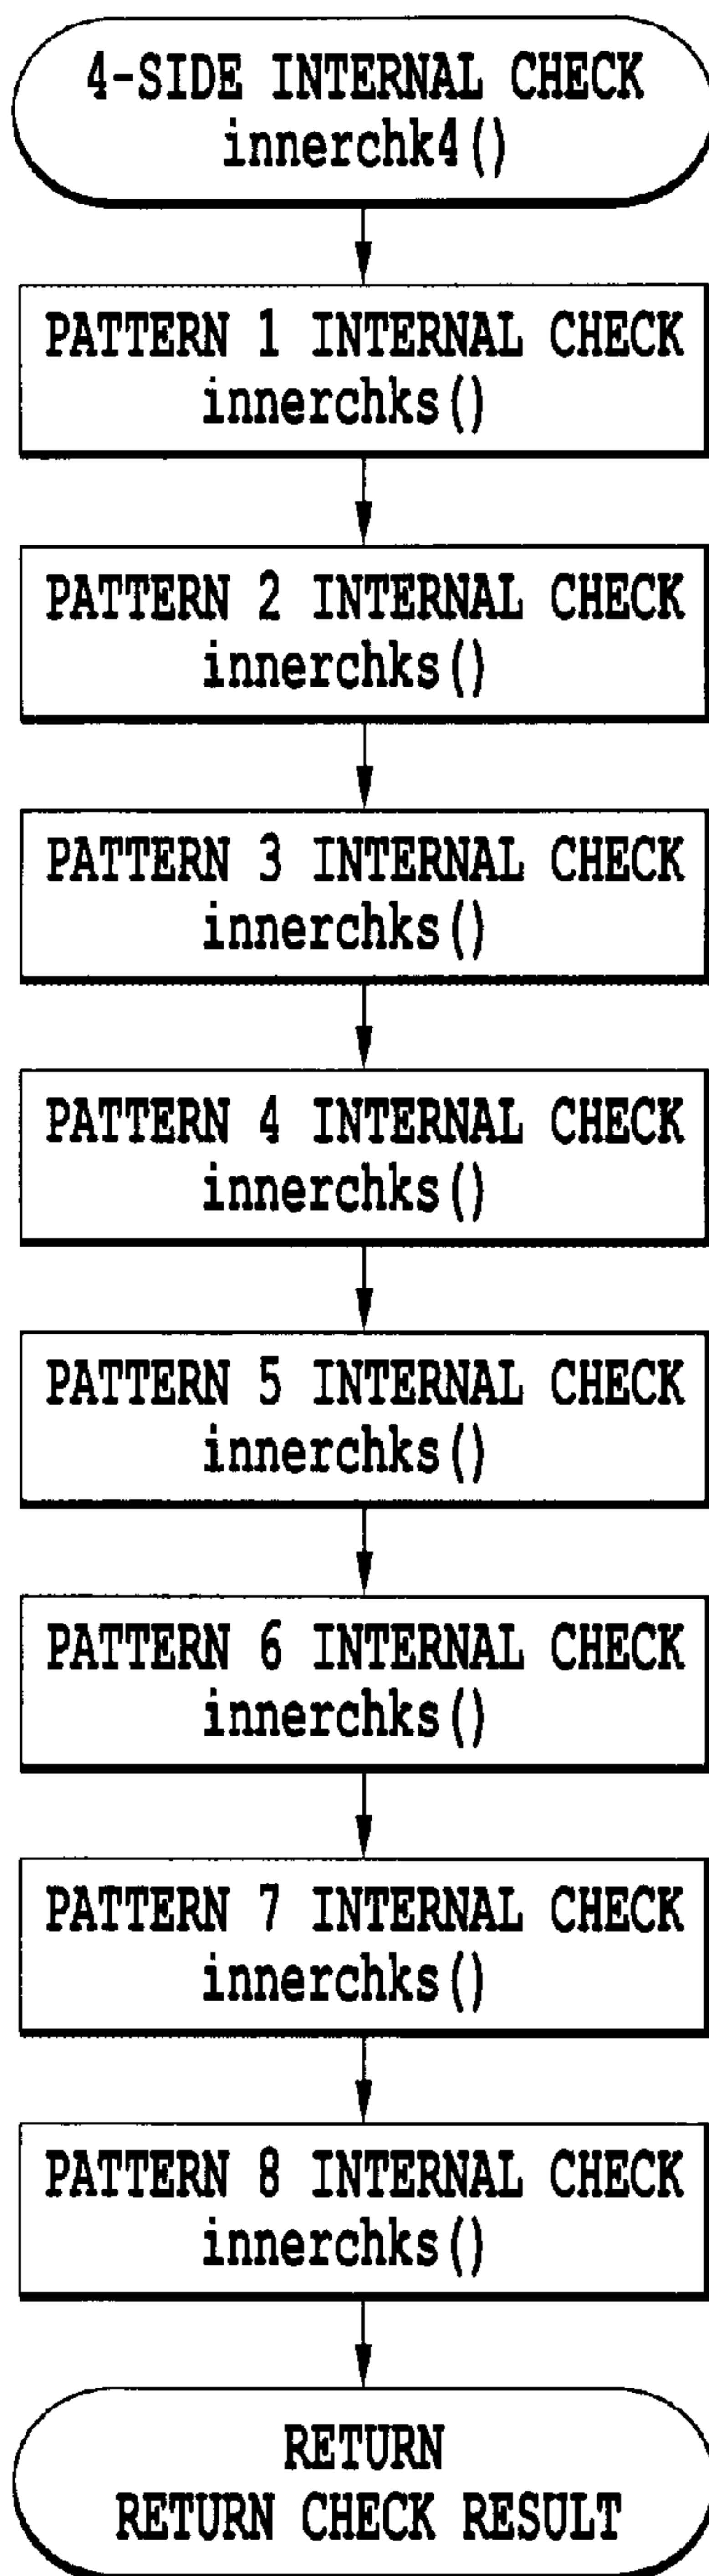 4-SIDE INTERNAL CHECK
innerchk4()
PATTERN 1 INTERNAL CHECK
innerchks()
PATTERN 2 INTERNAL CHECK
innerchks()
PATTERN 3 INTERNAL CHECK
innerchks()
PATTERN 4 INTERNAL CHECK
innerchks()
PATTERN 5 INTERNAL CHECK
innerchks()
PATTERN 6 INTERNAL CHECK
innerchks()
PATTERN 7 INTERNAL CHECK
innerchks()
PATTERN 8 INTERNAL CHECK
innerchks()
RETURN
RETURN CHECK RESULT